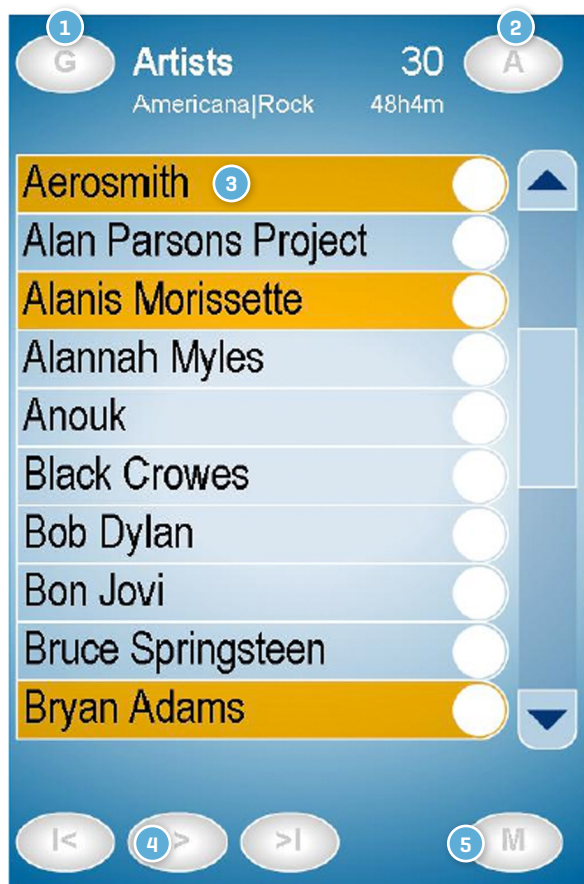 1 2
G Artists 30 A
Americana|Rock 48h4m
Aerosmith 3
Alan Parsons Project
Alanis Morissette
Alannah Myles
Anouk
Black Crowes
Bob Dylan
Bon Jovi
Bruce Springsteen
Bryan Adams
|< 4 > >| 5 M